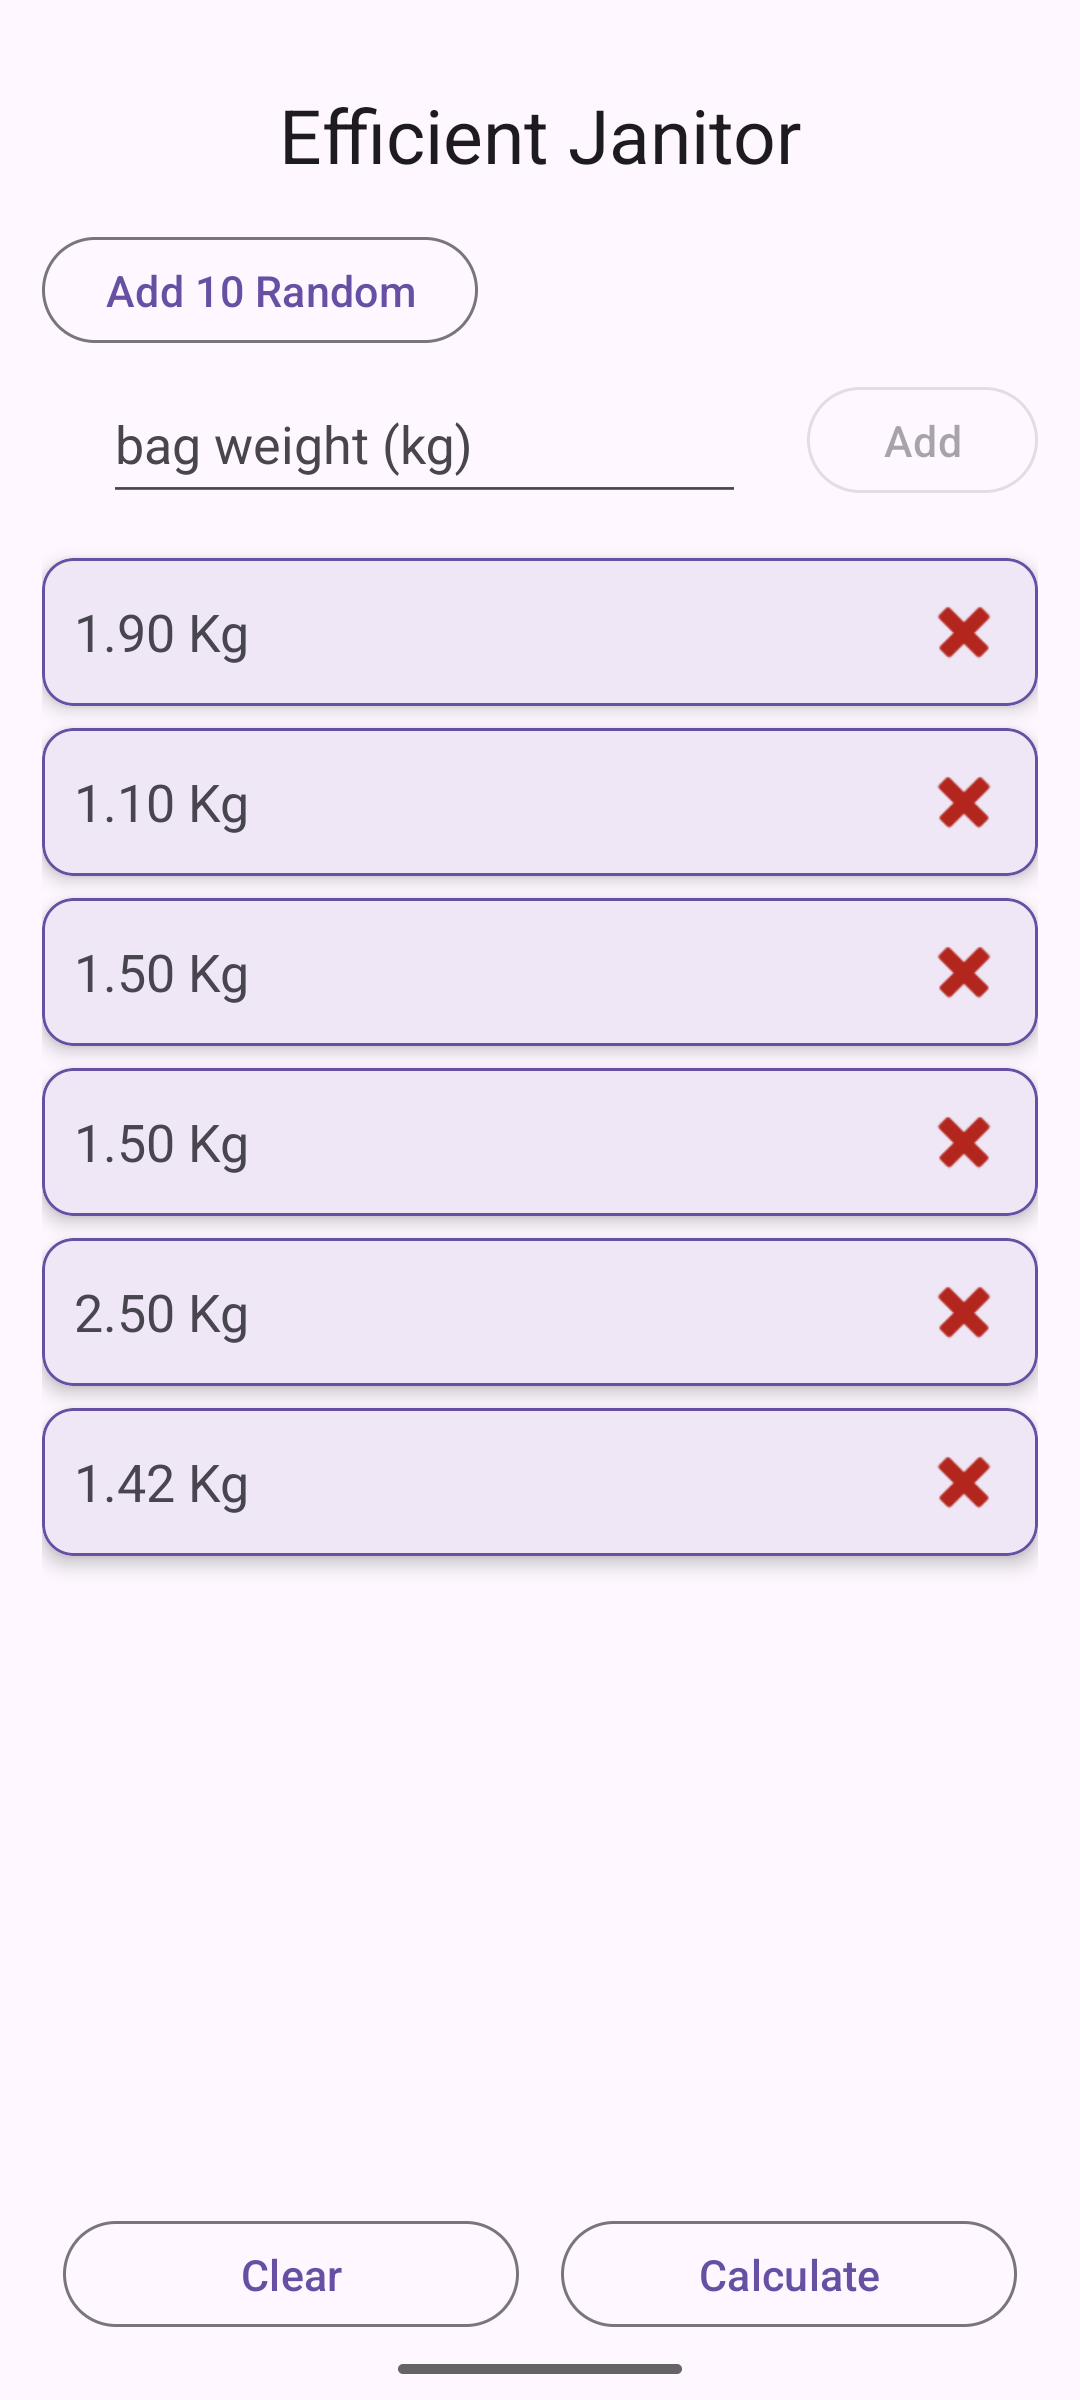 Efficient Janitor
Add 10 Random
bag weight (kg)
Add
1.90 Kg
1.10 Kg
1.50 Kg
1.50 Kg
2.50 Kg
1.42 Kg
Clear
Calculate